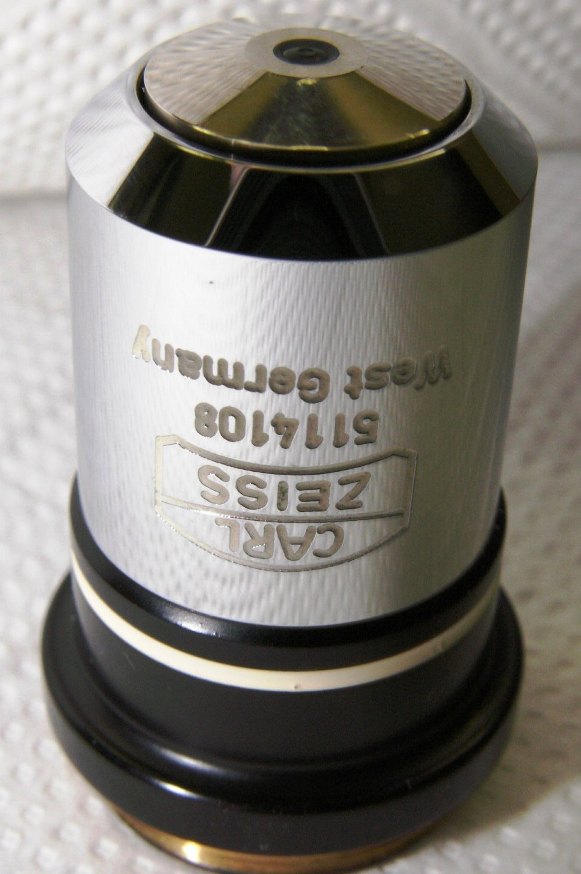 CARL
ZEISS
5114108
West Germany